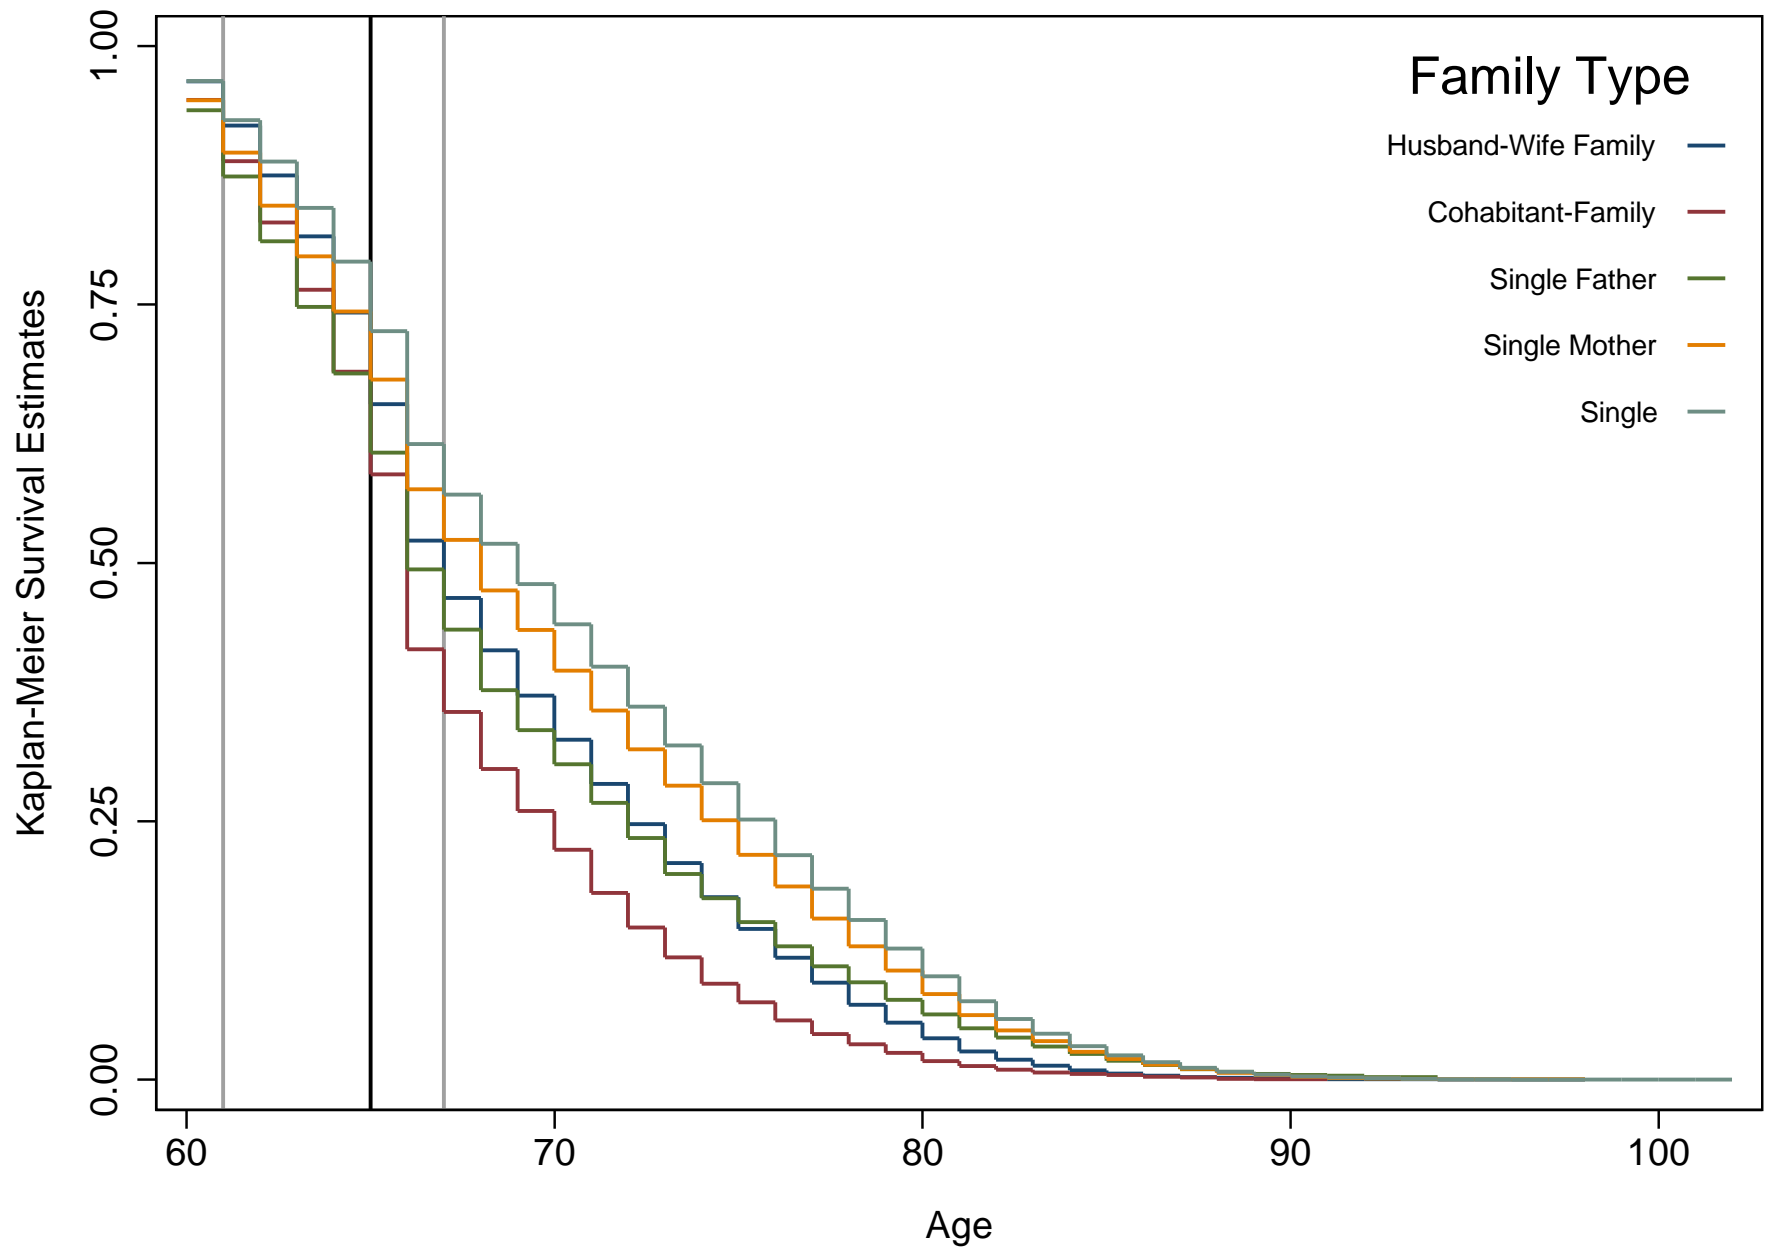 Family Type
Husband-Wife Family
Cohabitant-Family
Single Father
Single Mother
Single
Kaplan-Meier Survival Estimates
1.00
0.75
0.50
0.25
0.00
60 70 80 90 100
Age